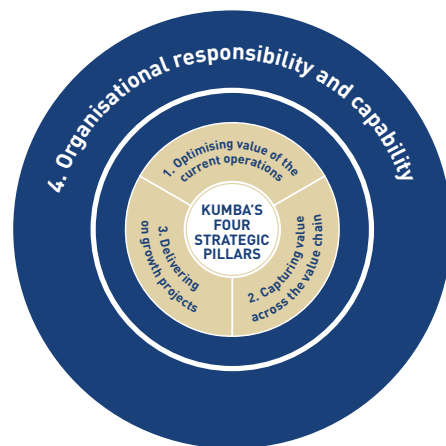 4. Organisational responsibility and capability
1. Optimising value of the
current operations
KUMBA'S
FOUR
STRATEGIC
PILLARS
2. Capturing value
across the value chain
3. Delivering
on growth projects